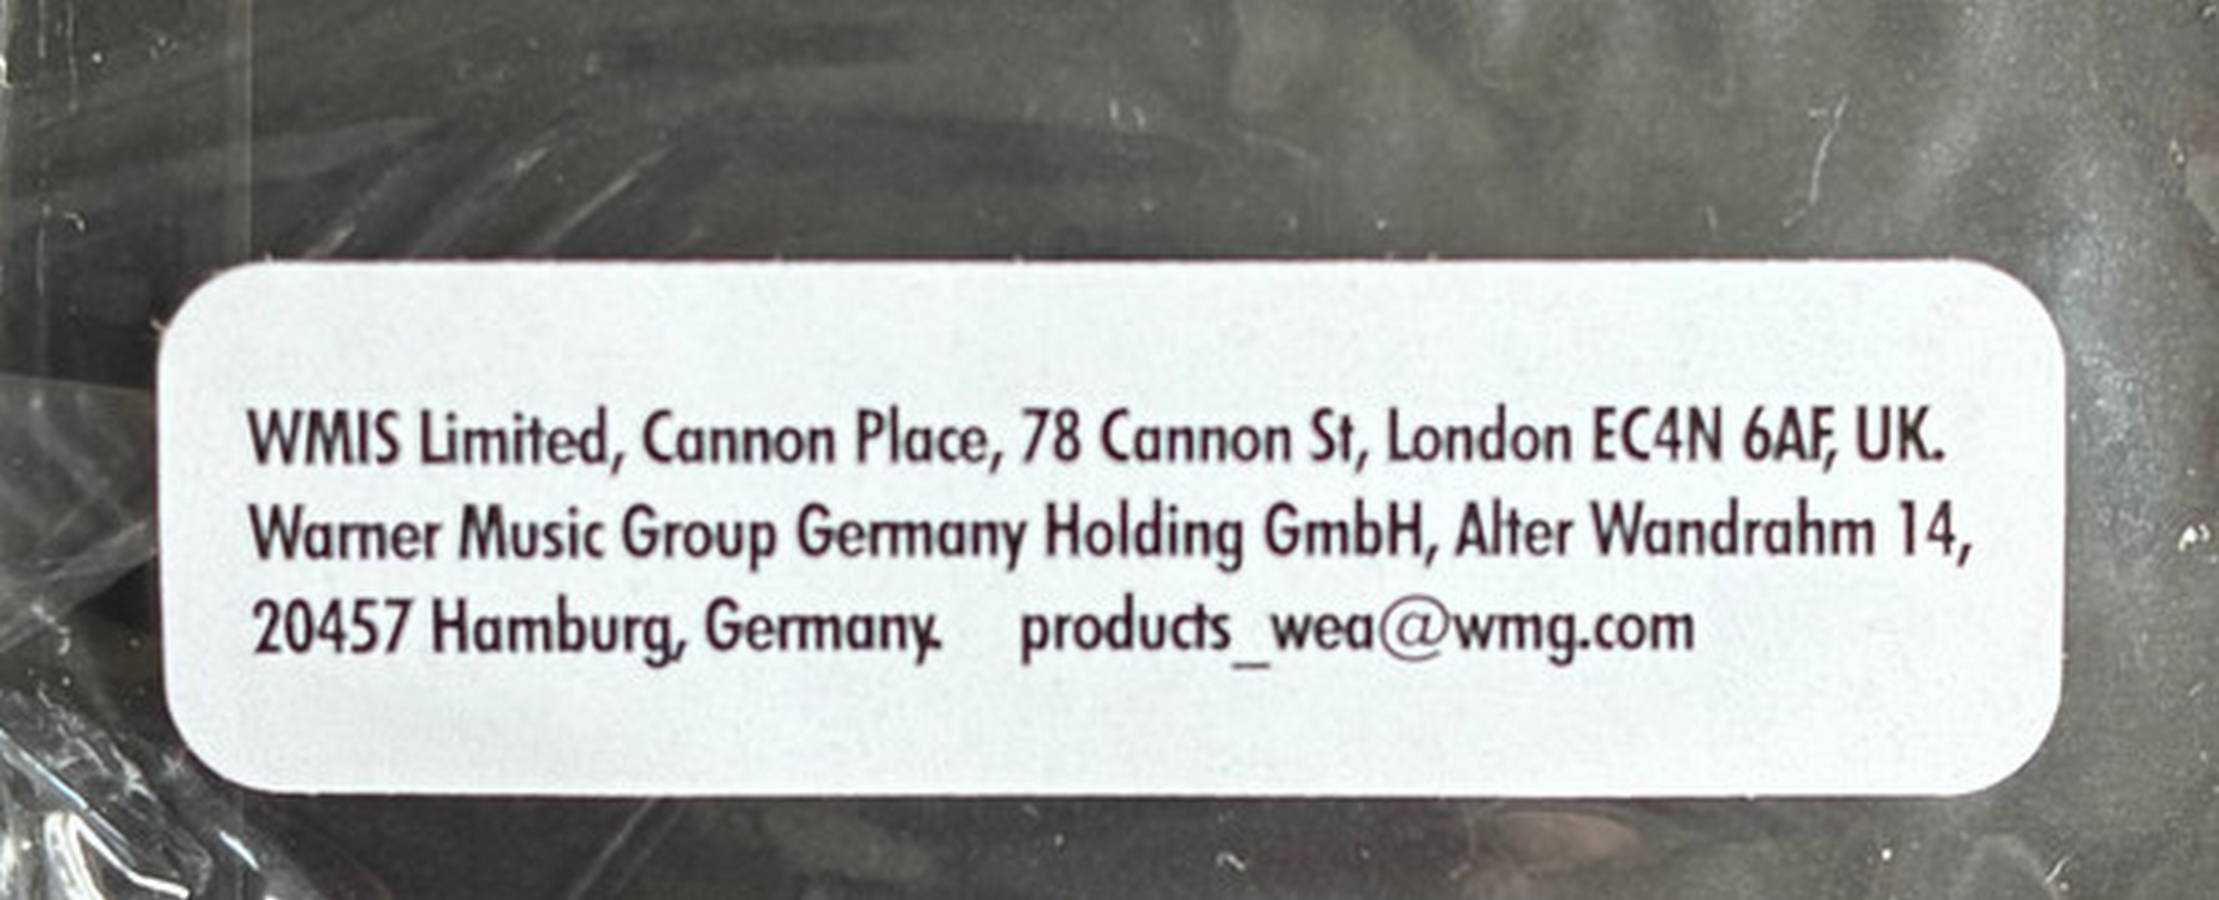 WMIS Limited, Cannon Place, 78 Cannon St, London EC4N 6AF, UK.
Warner Music Group Germany Holding GmbH, Alter Wandrahm 14,
20457 Hamburg, Germany. products_wea@wmg.com